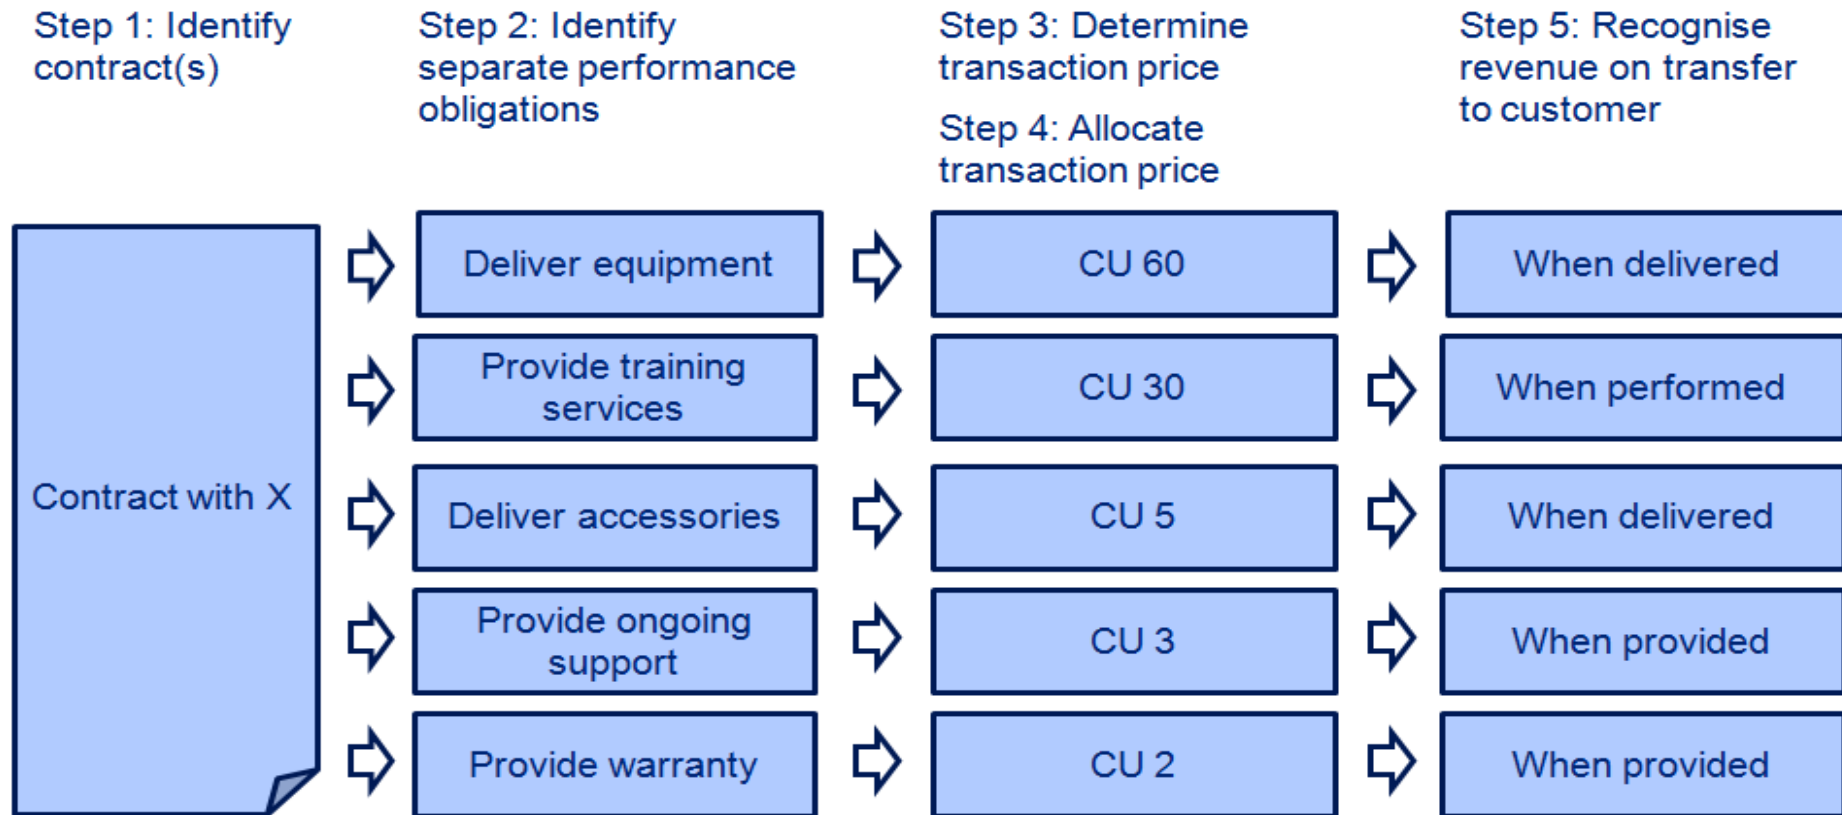 Step 1: Identify
contract(s)
Step 2: Identify
separate performance
obligations
Step 3: Determine
transaction price
Step 4: Allocate
transaction price
Step 5: Recognise
revenue on transfer
to customer
Contract with X
Deliver equipment
CU 60
When delivered
Provide training
services
CU 30
When performed
Deliver accessories
CU 5
When delivered
Provide ongoing
support
CU 3
When provided
Provide warranty
CU 2
When provided